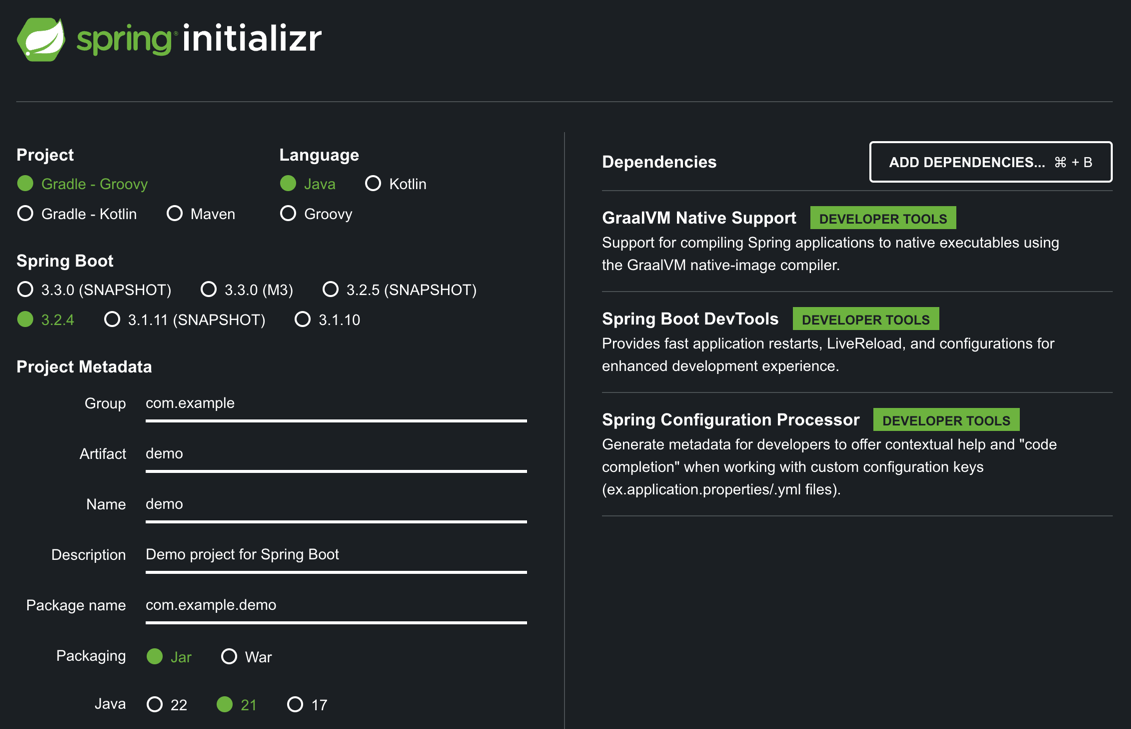 spring initializr
Project
Gradle - Groovy
Gradle - Kotlin Maven
Language
Java Kotlin
Groovy
Spring Boot
3.3.0 (SNAPSHOT) 3.3.0 (M3) 3.2.5 (SNAPSHOT)
3.2.4 3.1.11 (SNAPSHOT) 3.1.10
Project Metadata
Group com.example
Artifact demo
Name demo
Description Demo project for Spring Boot
Package name com.example.demo
Packaging Jar War
Java 22 21 17
Dependencies ADD DEPENDENCIES... ⌘ + B
GraalVM Native Support DEVELOPER TOOLS
Support for compiling Spring applications to native executables using
the GraalVM native-image compiler.
Spring Boot DevTools DEVELOPER TOOLS
Provides fast application restarts, LiveReload, and configurations for
enhanced development experience.
Spring Configuration Processor DEVELOPER TOOLS
Generate metadata for developers to offer contextual help and "code
completion" when working with custom configuration keys
(ex.application.properties/.yml files).